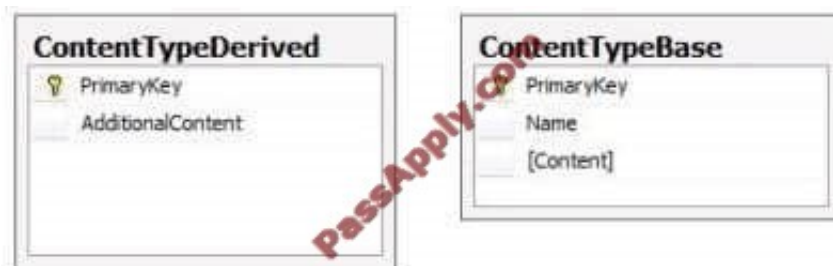 ContentTypeDerived
PrimaryKey
AdditionalContent
ContentTypeBase
PrimaryKey
Name
[Content]
PassApply.com